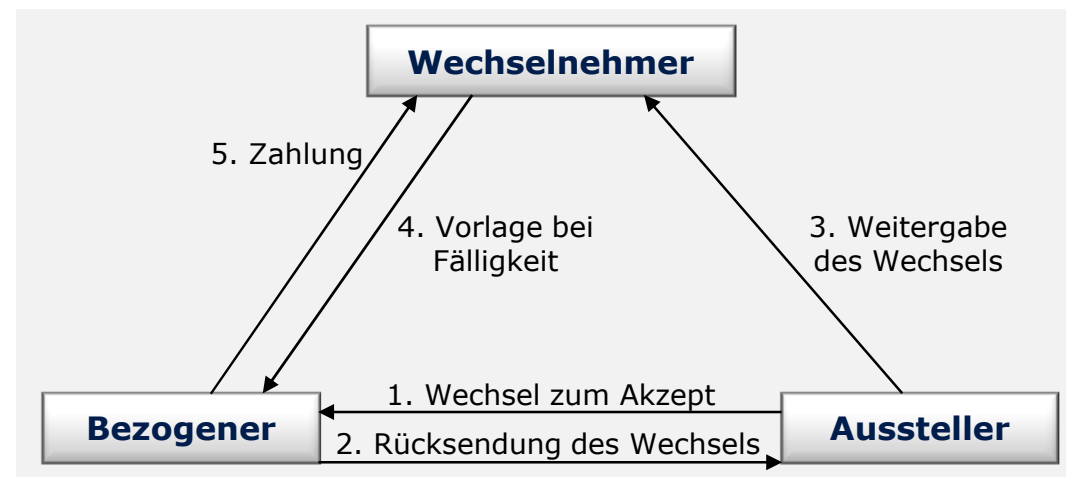 Wechselnehmer
5. Zahlung
4. Vorlage bei
Fälligkeit
3. Weitergabe
des Wechsels
1. Wechsel zum Akzept
Bezogener
Aussteller
2. Rücksendung des Wechsels